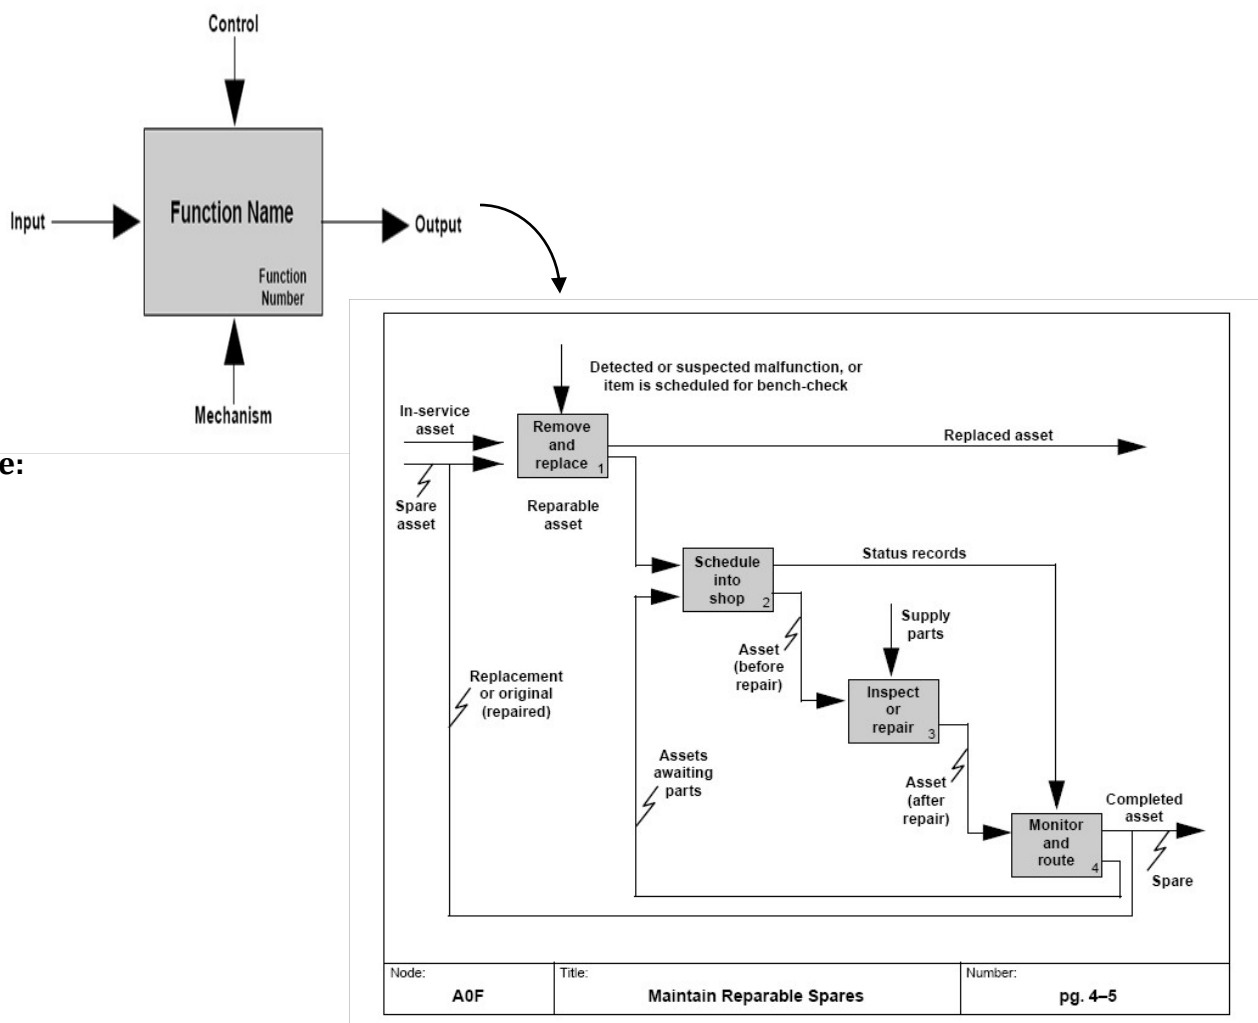 Control
Input
Function Name
Function
Number
Output
Mechanism
e:
Detected or suspected malfunction, or
item is scheduled for bench-check
In-service
asset
Remove
and
replace
1
Replaced asset
Spare
asset
Reparable
asset
Schedule
into
shop
2
Status records
Supply
parts
Asset
(before
repair)
Inspect
or
repair
3
Replacement
or original
(repaired)
Assets
awaiting
parts
Asset
(after
repair)
Monitor
and
route
4
Completed
asset
Spare
Node:
A0F
Title:
Maintain Reparable Spares
Number:
pg. 4–5